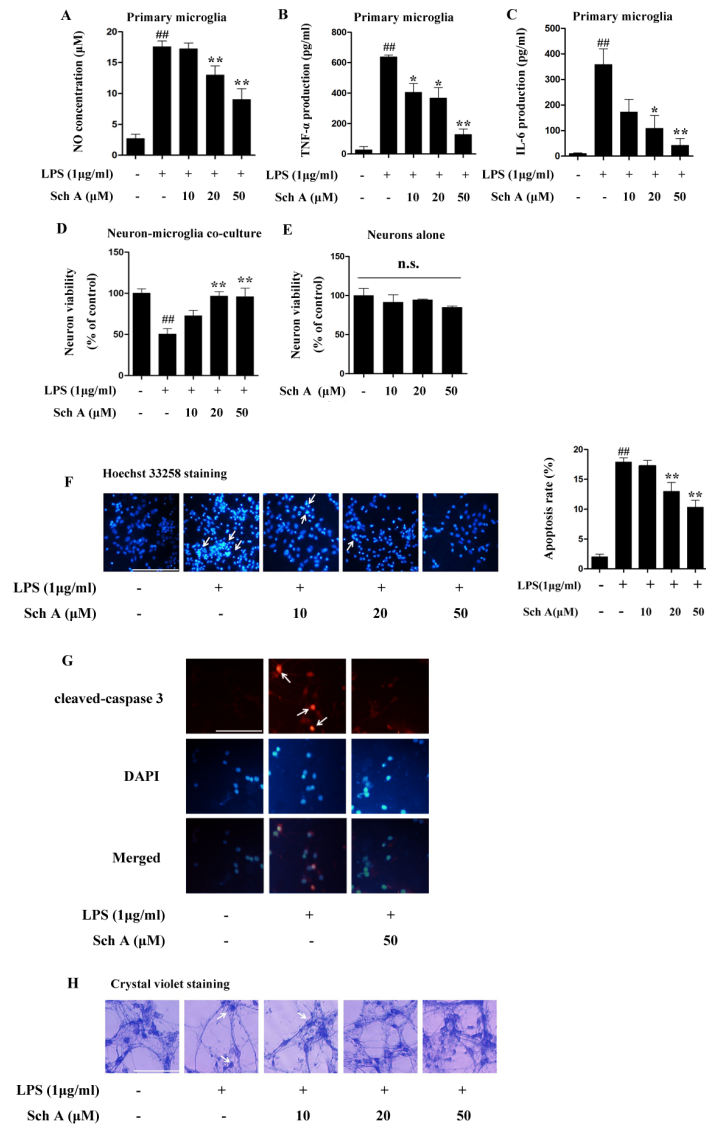 A
Primary microglia
NO concentration (μM)
20
15
10
5
0
##
**
**
LPS (1μg/ml) - + + + +
Sch A (μM) - - 10 20 50
B
Primary microglia
TNF-α production (pg/ml)
800
600
400
200
0
##
*
*
**
- + + + +
- - 10 20 50
C
Primary microglia
IL-6 production (pg/ml)
500
400
300
200
100
0
##
*
**
LPS (1μg/ml) - + + + +
Sch A (μM) - - 10 20 50
D
Neuron-microglia co-culture
Neuron viability
(% of control)
150
100
50
0
##
**
**
LPS (1μg/ml) - + + + +
Sch A (μM) - - 10 20 50
E
Neurons alone
Neuron viability
(% of control)
150
100
50
0
n.s.
Sch A (μM) - 10 20 50
F
Hoechst 33258 staining
LPS (1μg/ml) - + + + +
Sch A (μM) - - 10 20 50
Apoptosis rate (%)
20
15
10
5
0
##
**
**
LPS(1μg/ml) - + + + +
Sch A(μM) - - 10 20 50
G
cleaved-caspase 3
DAPI
Merged
LPS (1μg/ml) - + +
Sch A (μM) - - 50
H
Crystal violet staining
LPS (1μg/ml) - + + + +
Sch A (μM) - - 10 20 50